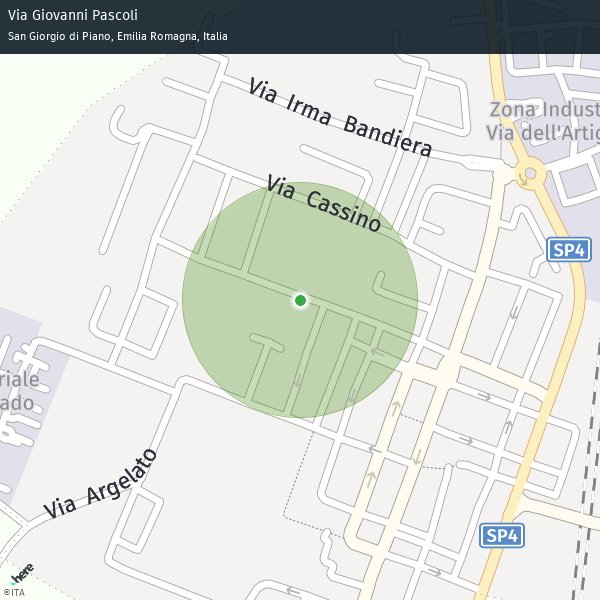 Via Giovanni Pascoli
San Giorgio di Piano, Emilia Romagna, Italia
Via Irma Bandiera
Zona Indust
Via dell'Artig
Via Cassino
SP4
riale
ado
Via Argelato
SP4
here
©ITA